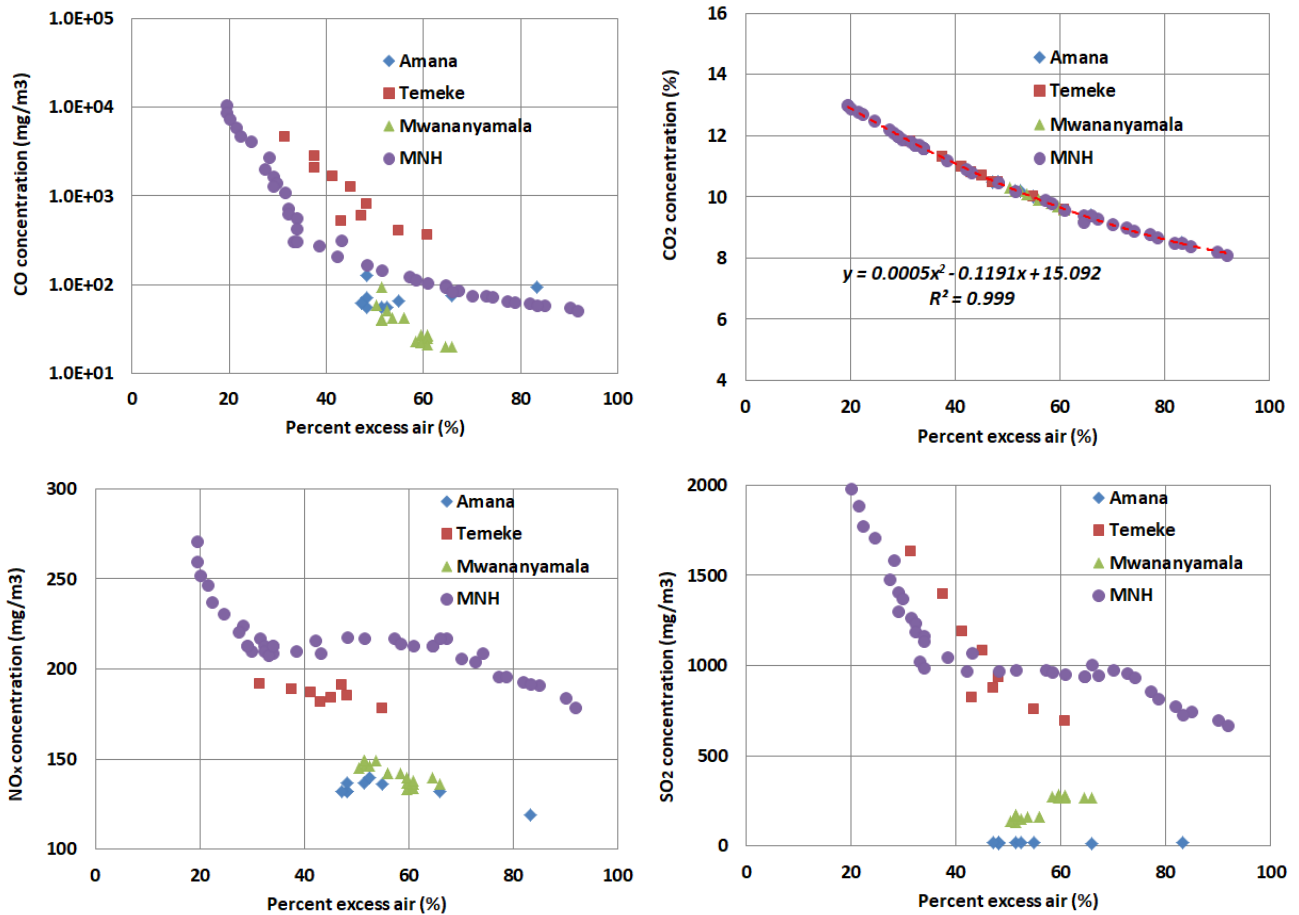 1.0E+05
1.0E+04
1.0E+03
1.0E+02
1.0E+01
CO concentration (mg/m3)
Amana
Temeke
Mwananyamala
MNH
0 20 40 60 80 100
Percent excess air (%)
16
14
12
10
8
6
4
CO2 concentration (%)
Amana
Temeke
Mwananyamala
MNH
y = 0.0005x² - 0.1191x + 15.092
R² = 0.999
0 20 40 60 80 100
Percent excess air (%)
300
250
200
150
100
NOx concentration (mg/m3)
Amana
Temeke
Mwananyamala
MNH
0 20 40 60 80 100
Percent excess air (%)
2000
1500
1000
500
0
SO2 concentration (mg/m3)
Amana
Temeke
Mwananyamala
MNH
0 20 40 60 80 100
Percent excess air (%)